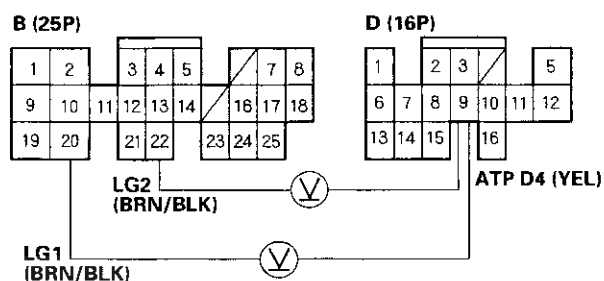 B (25P) D (16P)
1 2 3 4 5 7 8 1 2 3 5
9 10 11 12 13 14 16 17 18 6 7 8 9 10 11 12
19 20 21 22 23 24 25 13 14 15 16
LG2 V ATP D4 (YEL)
(BRN/BLK)
LG1 V
(BRN/BLK)